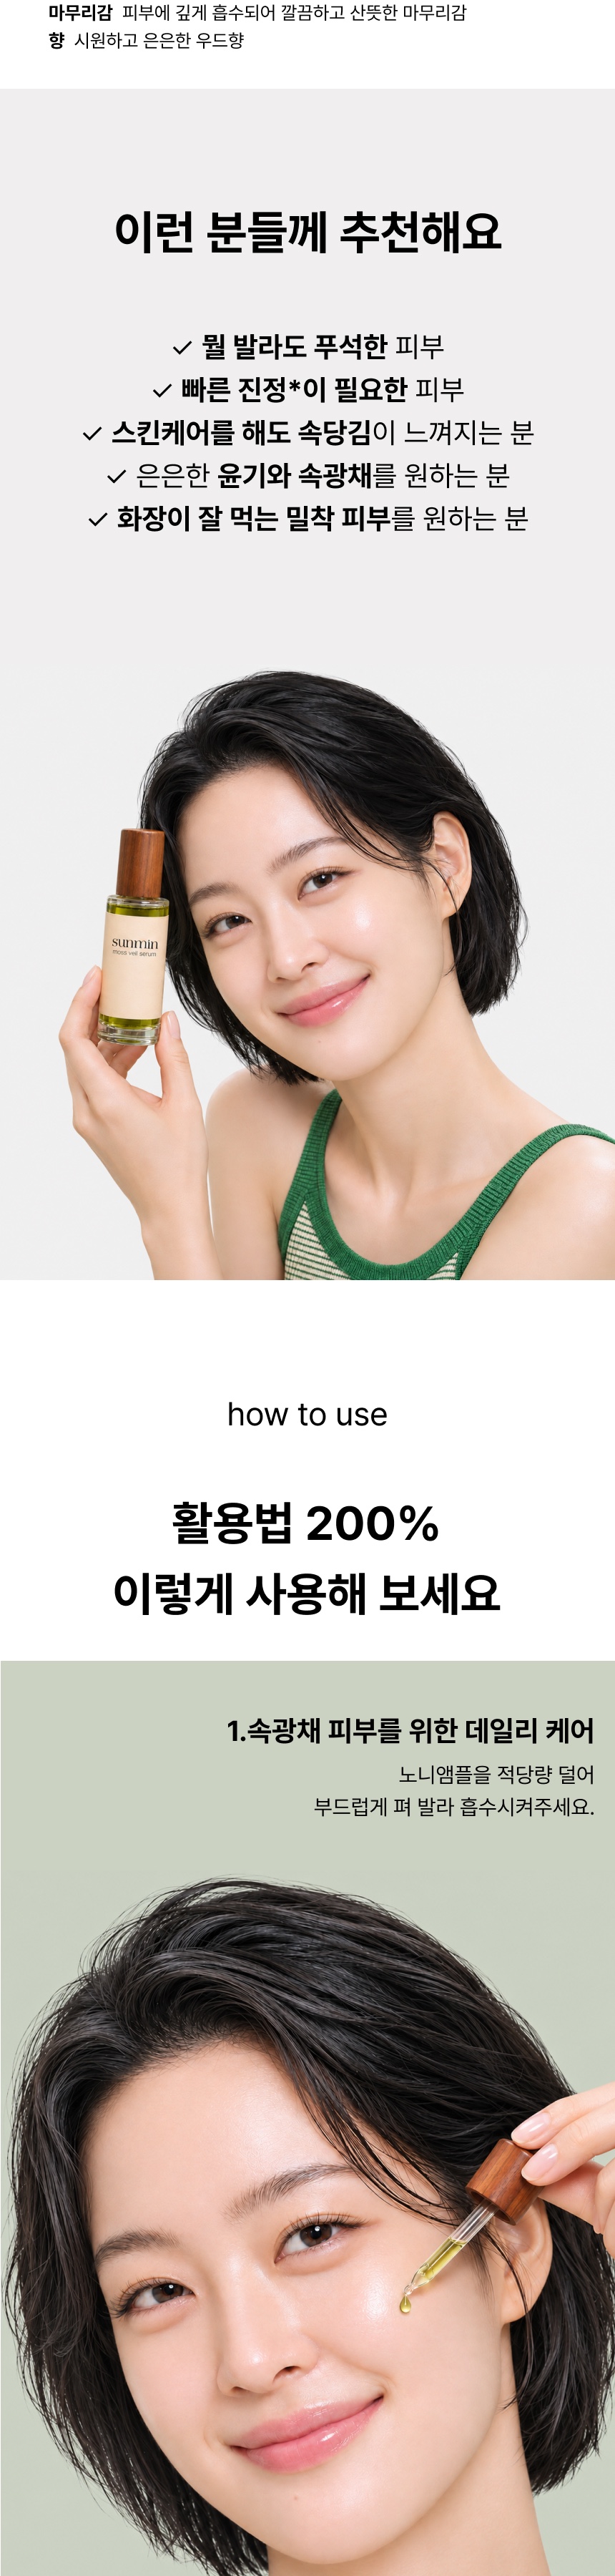 마무리감 피부에 깊게 흡수되어 깔끔하고 산뜻한 마무리감
향 시원하고 은은한 우드향
이런 분들께 추천해요
✓ 뭘 발라도 푸석한 피부
✓ 빠른 진정*이 필요한 피부
✓ 스킨케어를 해도 속당김이 느껴지는 분
✓ 은은한 윤기와 속광채를 원하는 분
✓ 화장이 잘 먹는 밀착 피부를 원하는 분
sunmin
moss veil serum
how to use
활용법 200%
이렇게 사용해 보세요
1.속광채 피부를 위한 데일리 케어
노니앰플을 적당량 덜어
부드럽게 펴 발라 흡수시켜주세요.